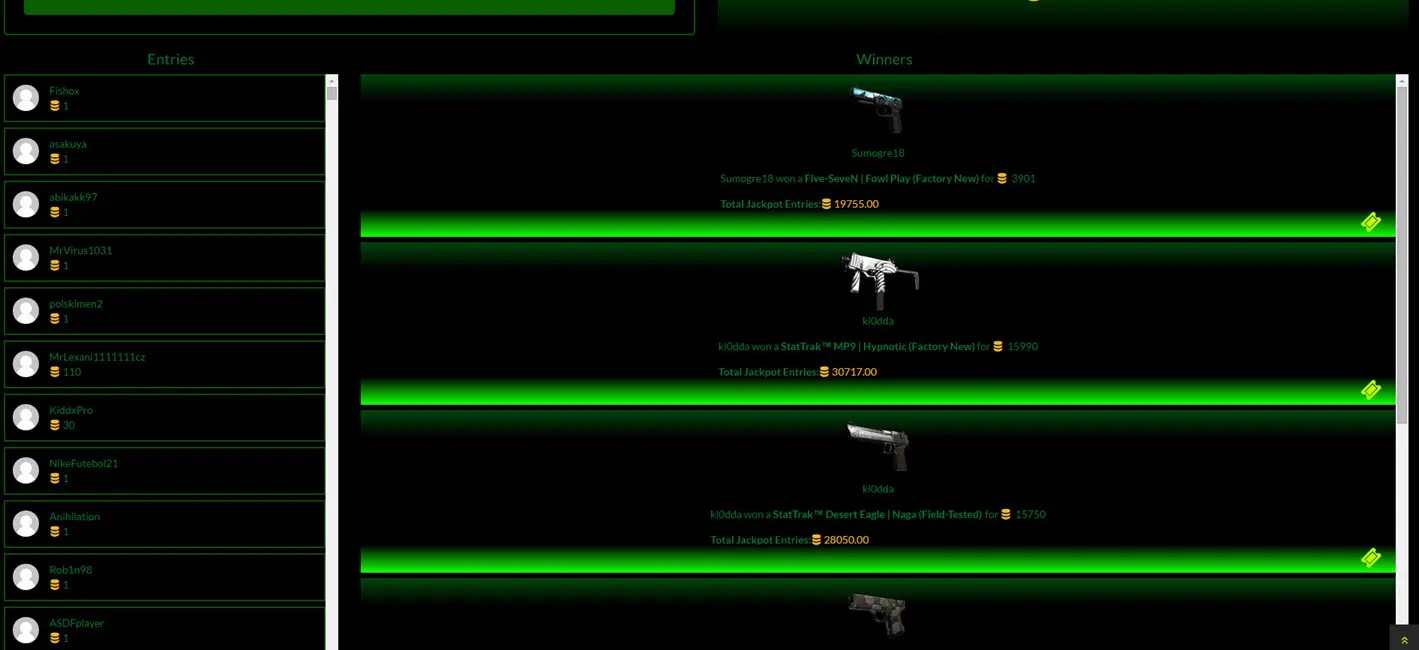 Entries
Fishox
1
asakuya
1
abikakk97
1
MrVirus1031
1
polskimen2
1
MrLexani1111111cz
110
KiddxPro
30
NikeFutebol21
1
Anihilation
1
Rob1n98
1
ASDFplayer
1
Winners
Sumogre18
Sumogre18 won a Five-SeveN | Fowl Play (Factory New) for 3901
Total Jackpot Entries: 19755.00
kl0dda
kl0dda won a StatTrak™ MP9 | Hypnotic (Factory New) for 15990
Total Jackpot Entries: 30717.00
kl0dda
kl0dda won a StatTrak™ Desert Eagle | Naga (Field-Tested) for 15750
Total Jackpot Entries: 28050.00